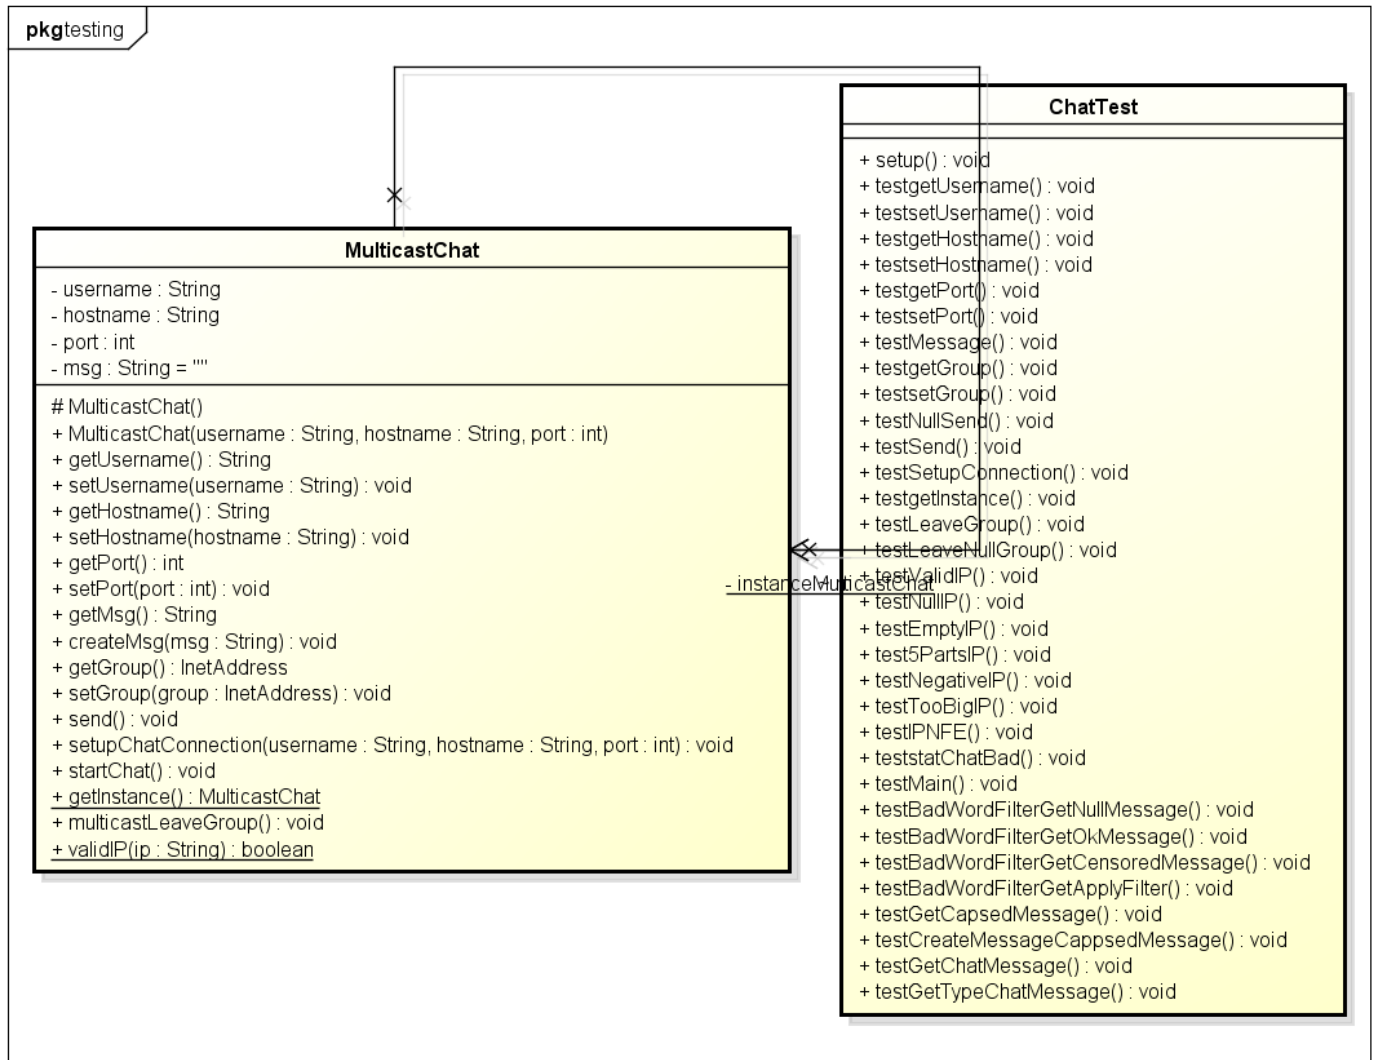 pkgtesting
MulticastChat
- username : String
- hostname : String
- port : int
- msg : String = ""
# MulticastChat()
+ MulticastChat(username : String, hostname : String, port : int)
+ getUsername() : String
+ setUsername(username : String) : void
+ getHostname() : String
+ setHostname(hostname : String) : void
+ getPort() : int
+ setPort(port : int) : void
+ getMsg() : String
+ createMsg(msg : String) : void
+ getGroup() : InetAddress
+ setGroup(group : InetAddress) : void
+ send() : void
+ setupChatConnection(username : String, hostname : String, port : int) : void
+ startChat() : void
+ getInstance() : MulticastChat
+ multicastLeaveGroup() : void
+ validIP(ip : String) : boolean
- instanceMulticastChat
ChatTest
+ setup() : void
+ testgetUsername() : void
+ testsetUsername() : void
+ testgetHostname() : void
+ testsetHostname() : void
+ testgetPort() : void
+ testsetPort() : void
+ testMessage() : void
+ testgetGroup() : void
+ testsetGroup() : void
+ testNullSend() : void
+ testSend() : void
+ testSetupConnection() : void
+ testgetInstance() : void
+ testLeaveGroup() : void
+ testLeaveNullGroup() : void
+ testValidIP() : void
+ testNullIP() : void
+ testEmptyIP() : void
+ test5PartsIP() : void
+ testNegativeIP() : void
+ testTooBigIP() : void
+ testIPNFE() : void
+ teststatChatBad() : void
+ testMain() : void
+ testBadWordFilterGetNullMessage() : void
+ testBadWordFilterGetOkMessage() : void
+ testBadWordFilterGetCensoredMessage() : void
+ testBadWordFilterGetApplyFilter() : void
+ testGetCapsedMessage() : void
+ testCreateMessageCappsedMessage() : void
+ testGetChatMessage() : void
+ testGetTypeChatMessage() : void